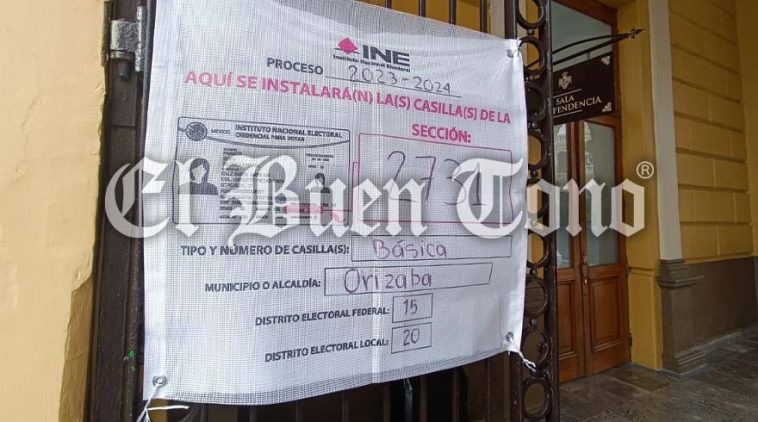 INE
Instituto Nacional Electoral
PROCESO 2023-2024
AQUÍ SE INSTALARÁ(N) LA(S) CASILLA(S) DE LA
SECCIÓN:
INSTITUTO NACIONAL ELECTORAL
CREDENCIAL PARA VOTAR
2731
El Buen Tono®
TIPO Y NÚMERO DE CASILLA(S): Básica
MUNICIPIO O ALCALDÍA: Orizaba
DISTRITO ELECTORAL FEDERAL: 15
DISTRITO ELECTORAL LOCAL: 20
SALA